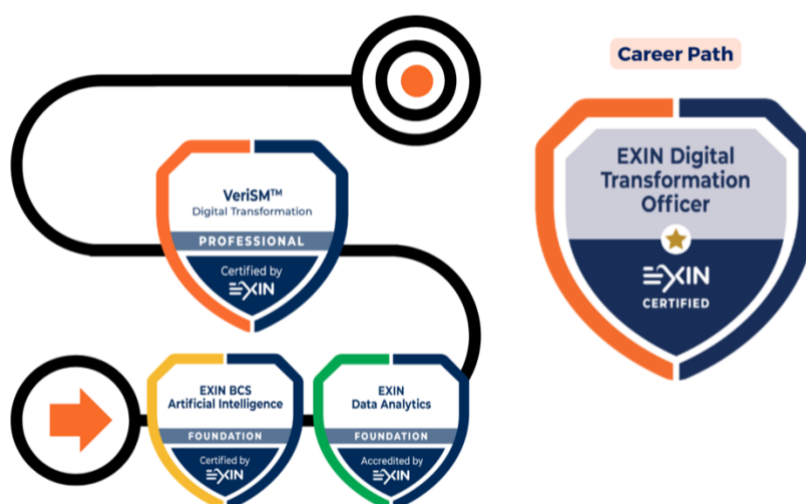 Career Path
EXIN Digital
Transformation
Officer
EXIN
CERTIFIED
VeriSM™
Digital Transformation
PROFESSIONAL
Certified by
EXIN
EXIN BCS
Artificial Intelligence
FOUNDATION
Certified by
EXIN
EXIN
Data Analytics
FOUNDATION
Accredited by
EXIN